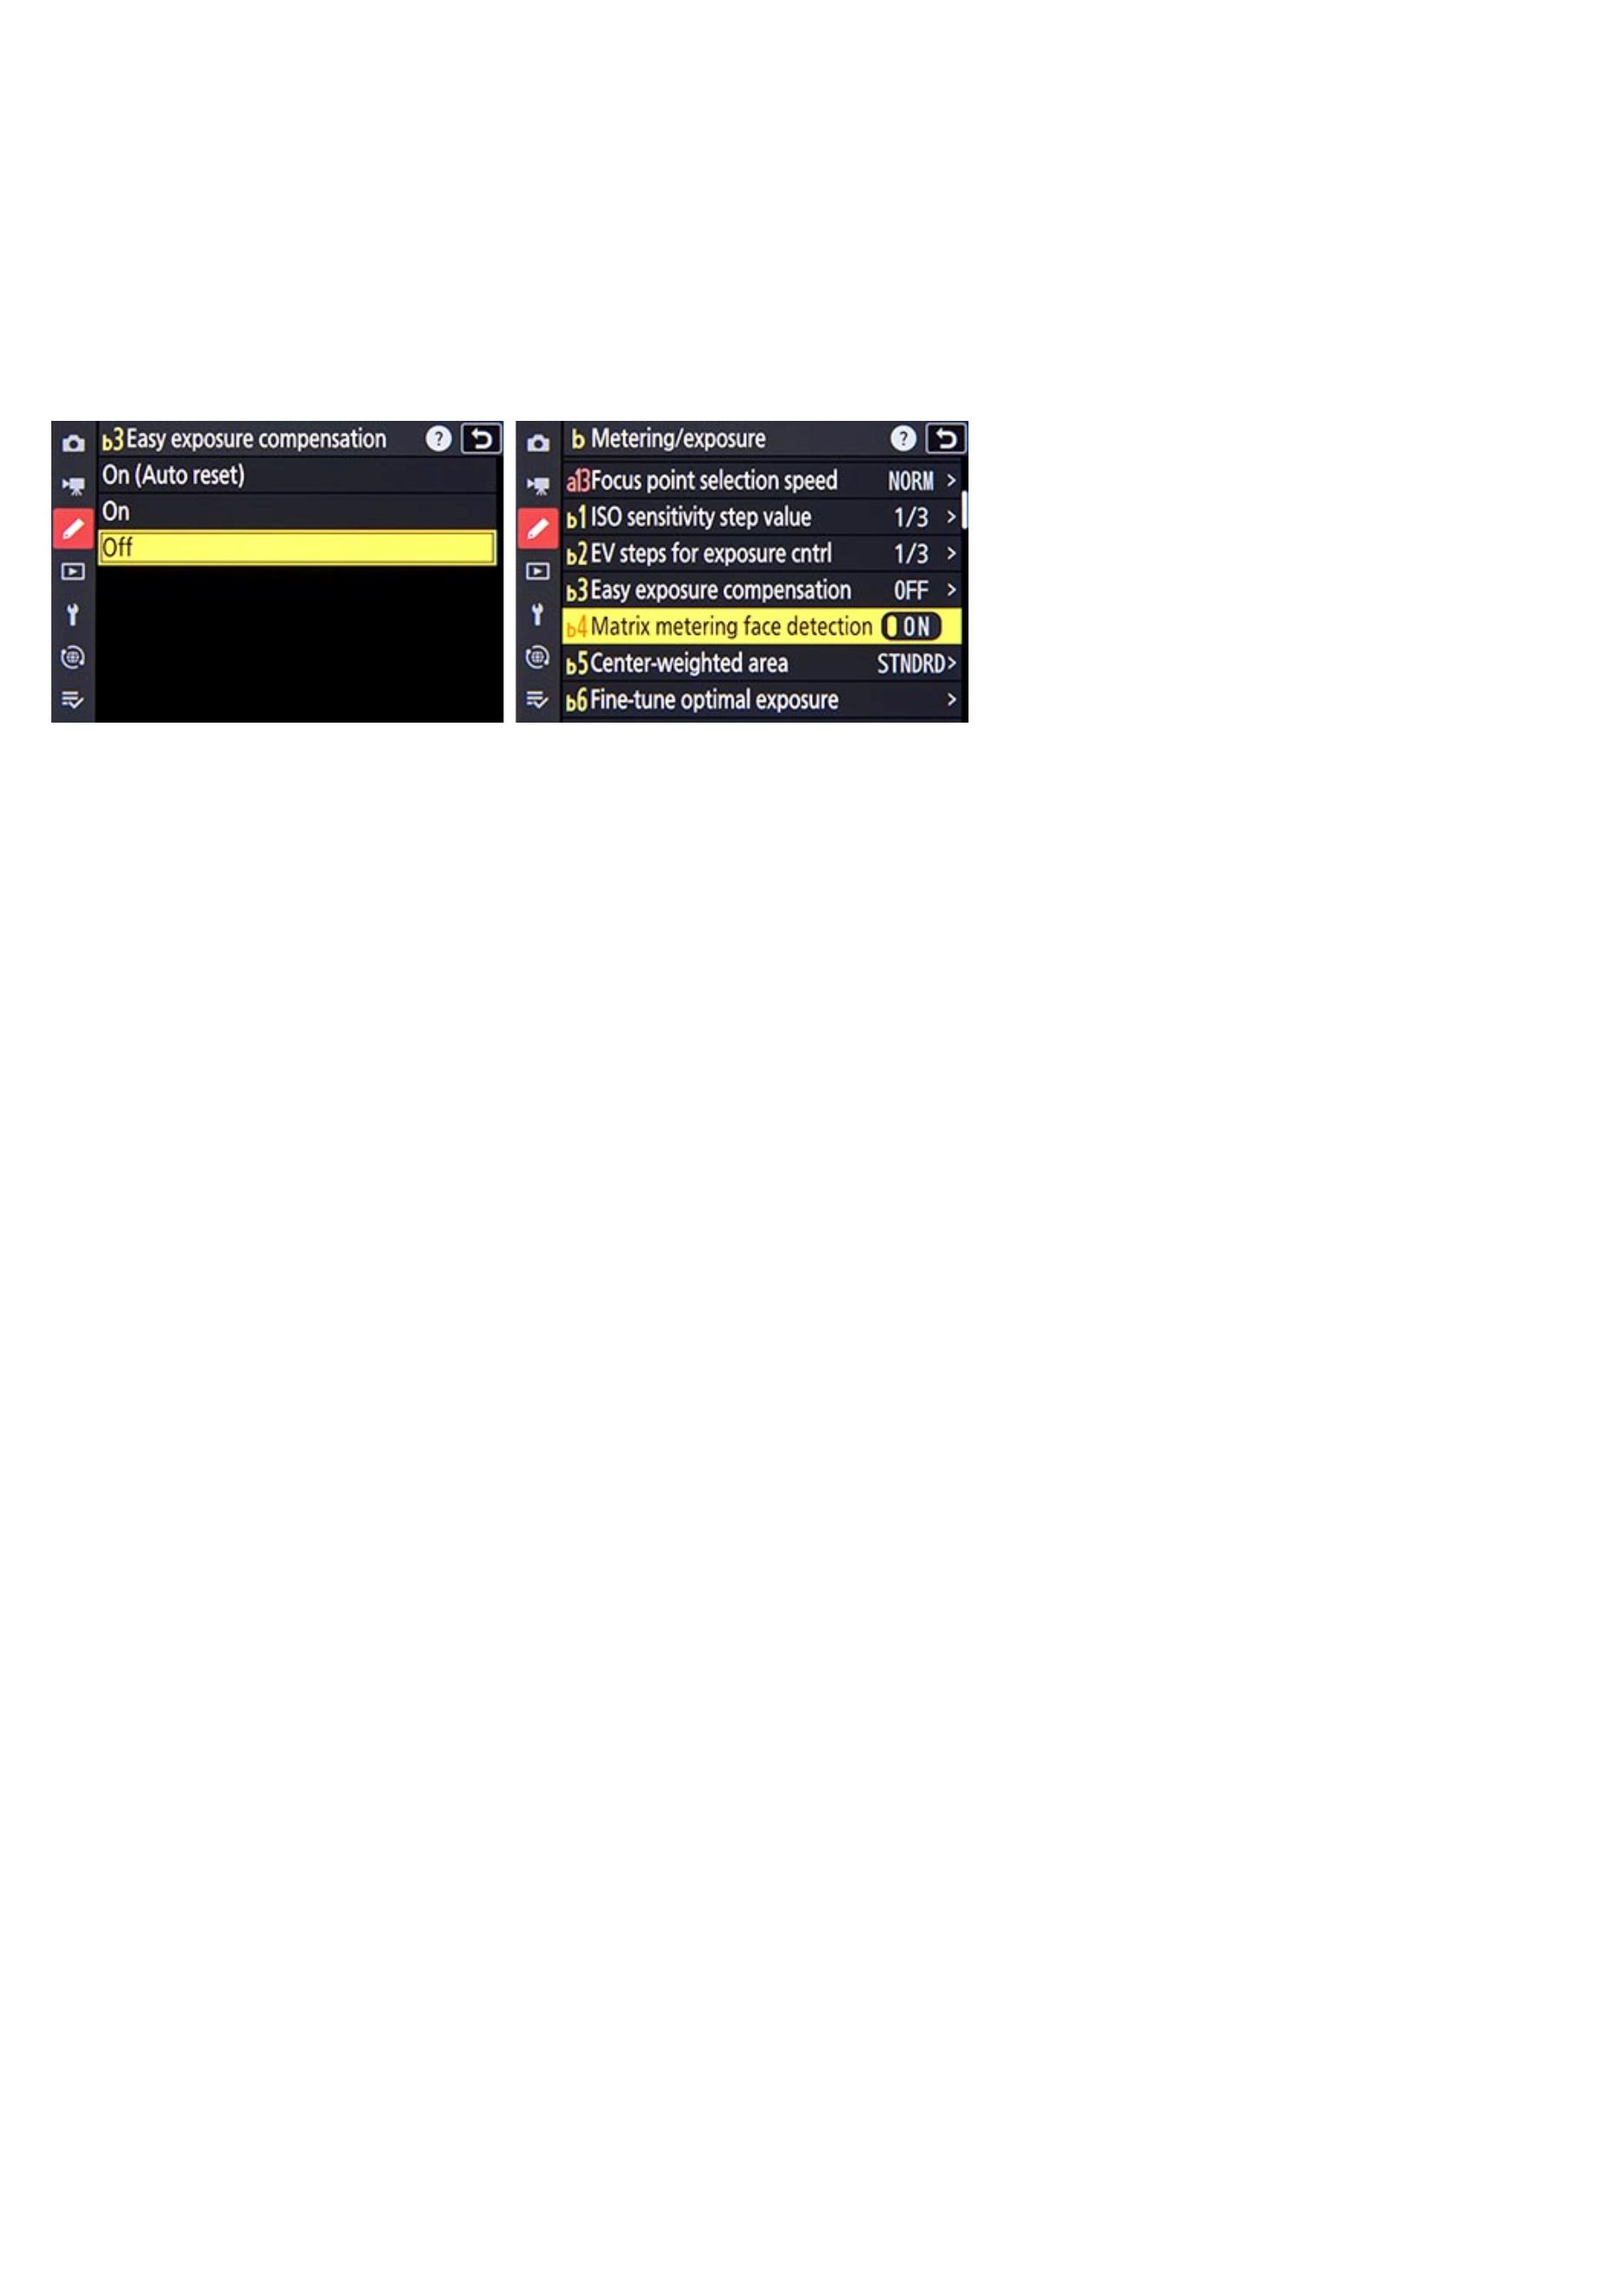 b3 Easy exposure compensation ?
On (Auto reset)
On
Off
b Metering/exposure ?
a13 Focus point selection speed NORM >
b1 ISO sensitivity step value 1/3 >
b2 EV steps for exposure cntrl 1/3 >
b3 Easy exposure compensation OFF >
b4 Matrix metering face detection ON
b5 Center-weighted area STNDRD >
b6 Fine-tune optimal exposure >